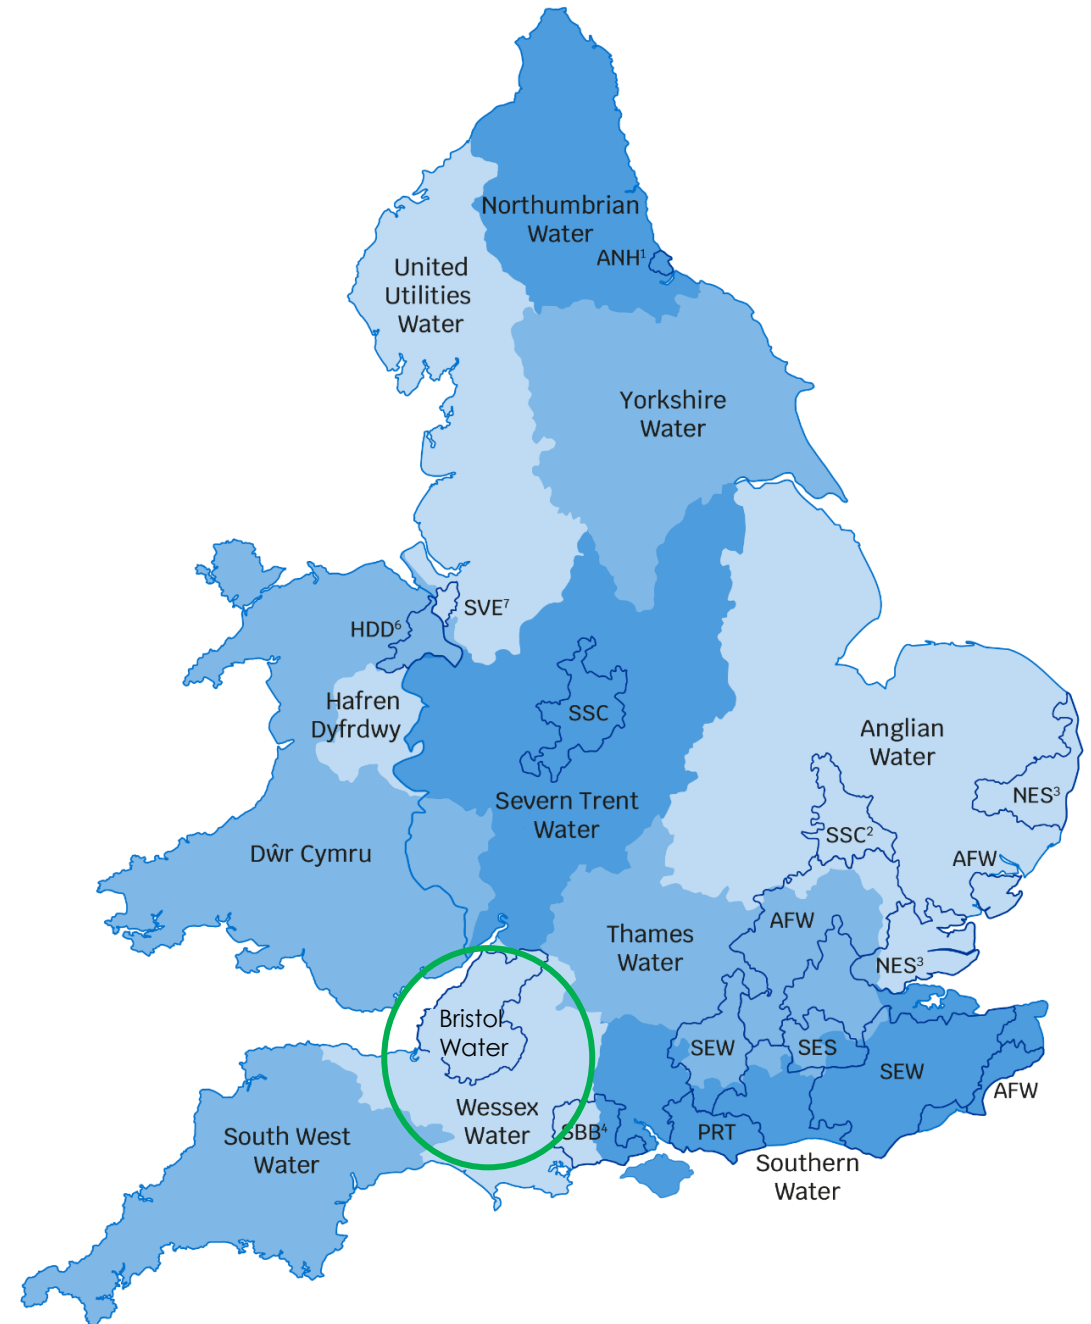 Northumbrian
Water
ANH¹
United
Utilities
Water
Yorkshire
Water
SVE⁷
HDD⁶
Hafren
Dyfrdwy
SSC
Anglian
Water
NES³
Severn Trent
Water
SSC²
Dŵr Cymru
AFW
AFW
Thames
Water
NES³
Bristol
Water
SEW
SES
SEW
AFW
Wessex
Water
SBB⁴
PRT
South West
Water
Southern
Water